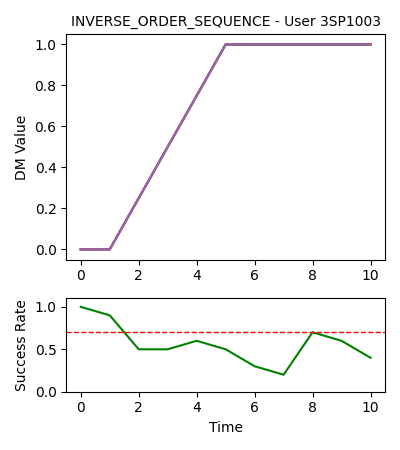 INVERSE_ORDER_SEQUENCE - User 3SP1003
DM Value
1.0
0.8
0.6
0.4
0.2
0.0
0 2 4 6 8 10
Success Rate
1.0
0.5
0.0
0 2 4 6 8 10
Time